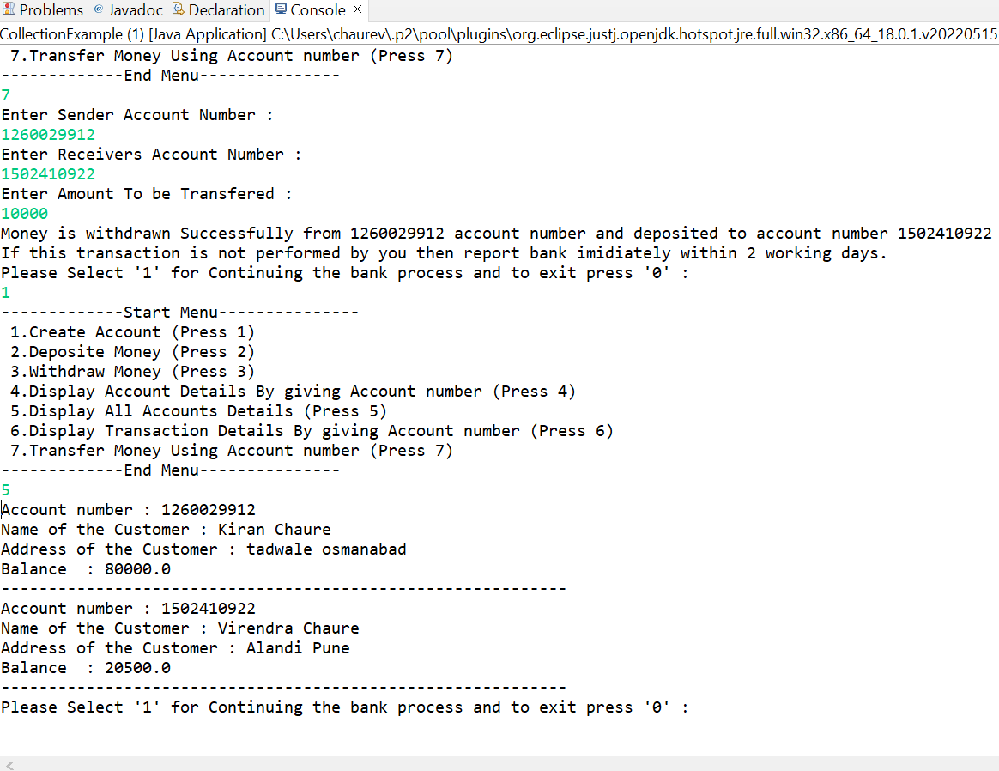 Problems @ Javadoc Declaration Console ×
CollectionExample (1) [Java Application] C:\Users\chaurev\.p2\pool\plugins\org.eclipse.justj.openjdk.hotspot.jre.full.win32.x86_64_18.0.1.v20220515
7.Transfer Money Using Account number (Press 7)
-------------End Menu---------------
7
Enter Sender Account Number :
1260029912
Enter Receivers Account Number :
1502410922
Enter Amount To be Transfered :
10000
Money is withdrawn Successfully from 1260029912 account number and deposited to account number 1502410922
If this transaction is not performed by you then report bank imidiately within 2 working days.
Please Select '1' for Continuing the bank process and to exit press '0' :
1
-------------Start Menu---------------
1.Create Account (Press 1)
2.Deposite Money (Press 2)
3.Withdraw Money (Press 3)
4.Display Account Details By giving Account number (Press 4)
5.Display All Accounts Details (Press 5)
6.Display Transaction Details By giving Account number (Press 6)
7.Transfer Money Using Account number (Press 7)
-------------End Menu---------------
5
Account number : 1260029912
Name of the Customer : Kiran Chaure
Address of the Customer : tadwale osmanabad
Balance  : 80000.0
------------------------------------------------------------
Account number : 1502410922
Name of the Customer : Virendra Chaure
Address of the Customer : Alandi Pune
Balance  : 20500.0
------------------------------------------------------------
Please Select '1' for Continuing the bank process and to exit press '0' :